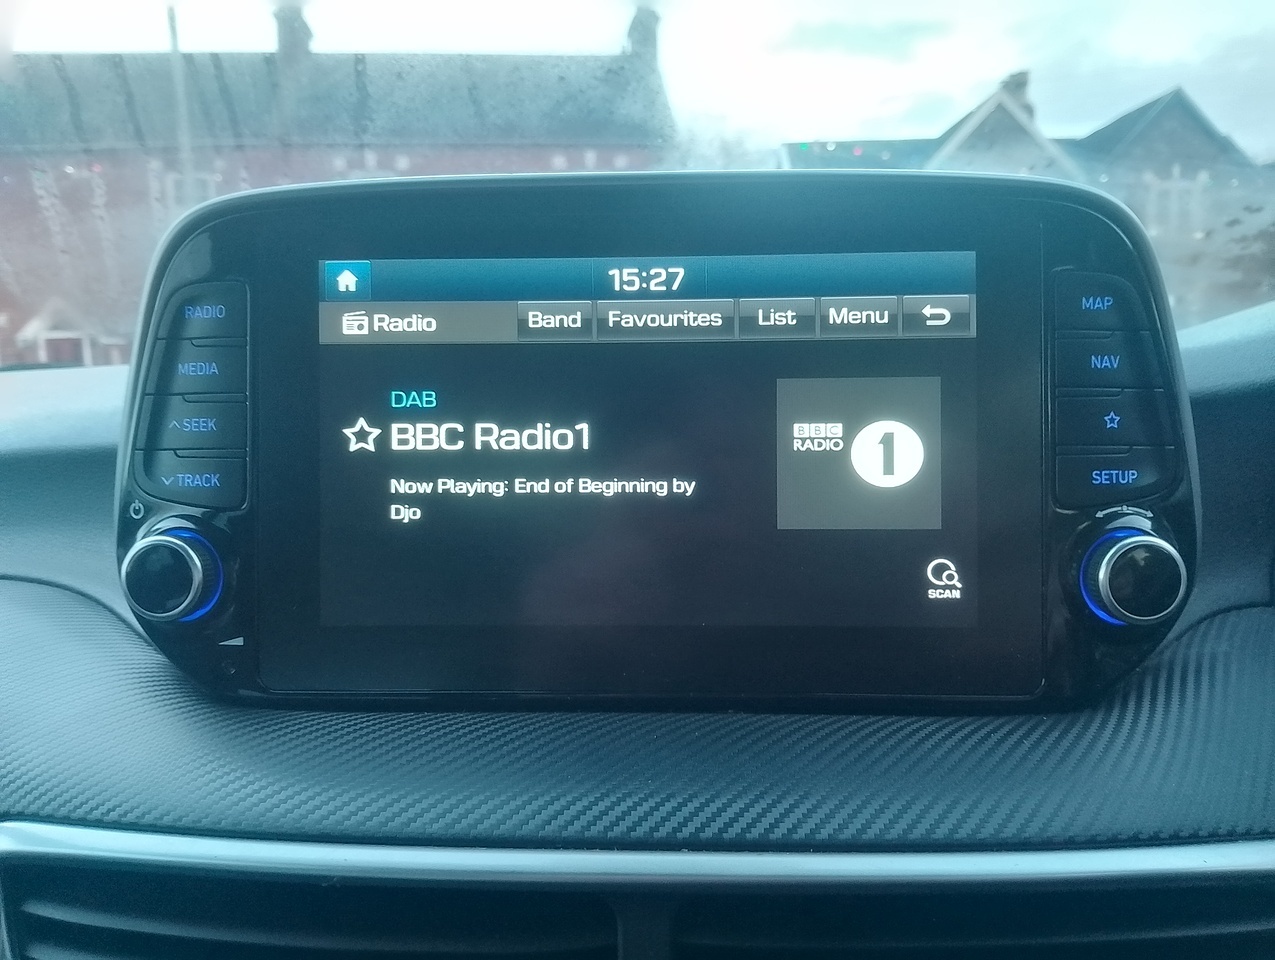 15:27
Radio
Band
Favourites
List
Menu
RADIO
MEDIA
SEEK
TRACK
DAB
BBC Radio1
Now Playing: End of Beginning by
Djo
BBC
RADIO
1
SCAN
MAP
NAV
SETUP